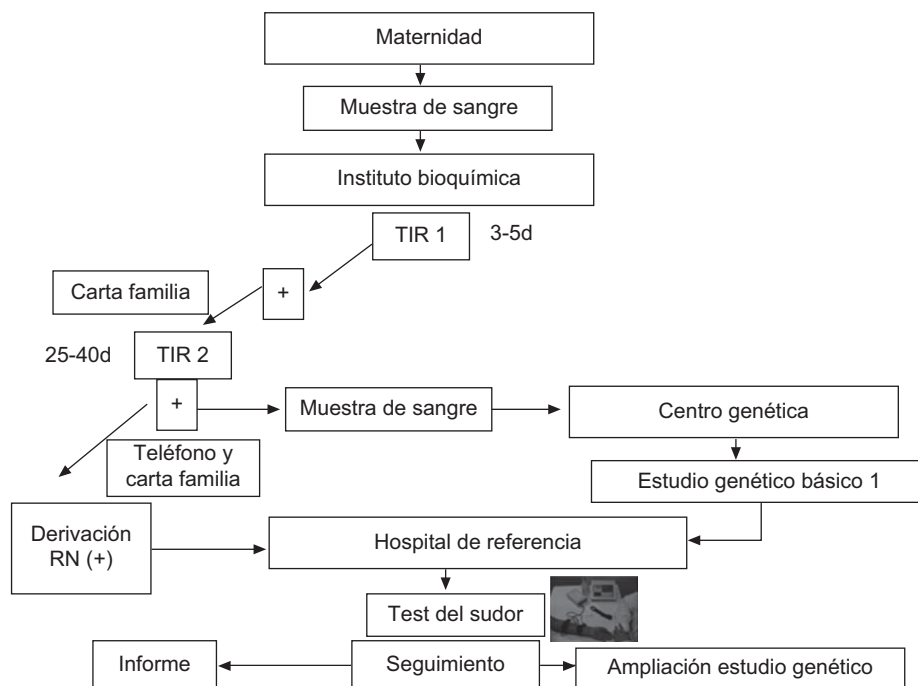 Maternidad
Muestra de sangre
Instituto bioquímica
TIR 1
3-5d
+
Carta familia
25-40d
TIR 2
+
Muestra de sangre
Centro genética
Teléfono y
carta familia
Estudio genético básico 1
Derivación
RN (+)
Hospital de referencia
Test del sudor
Informe
Seguimiento
Ampliación estudio genético